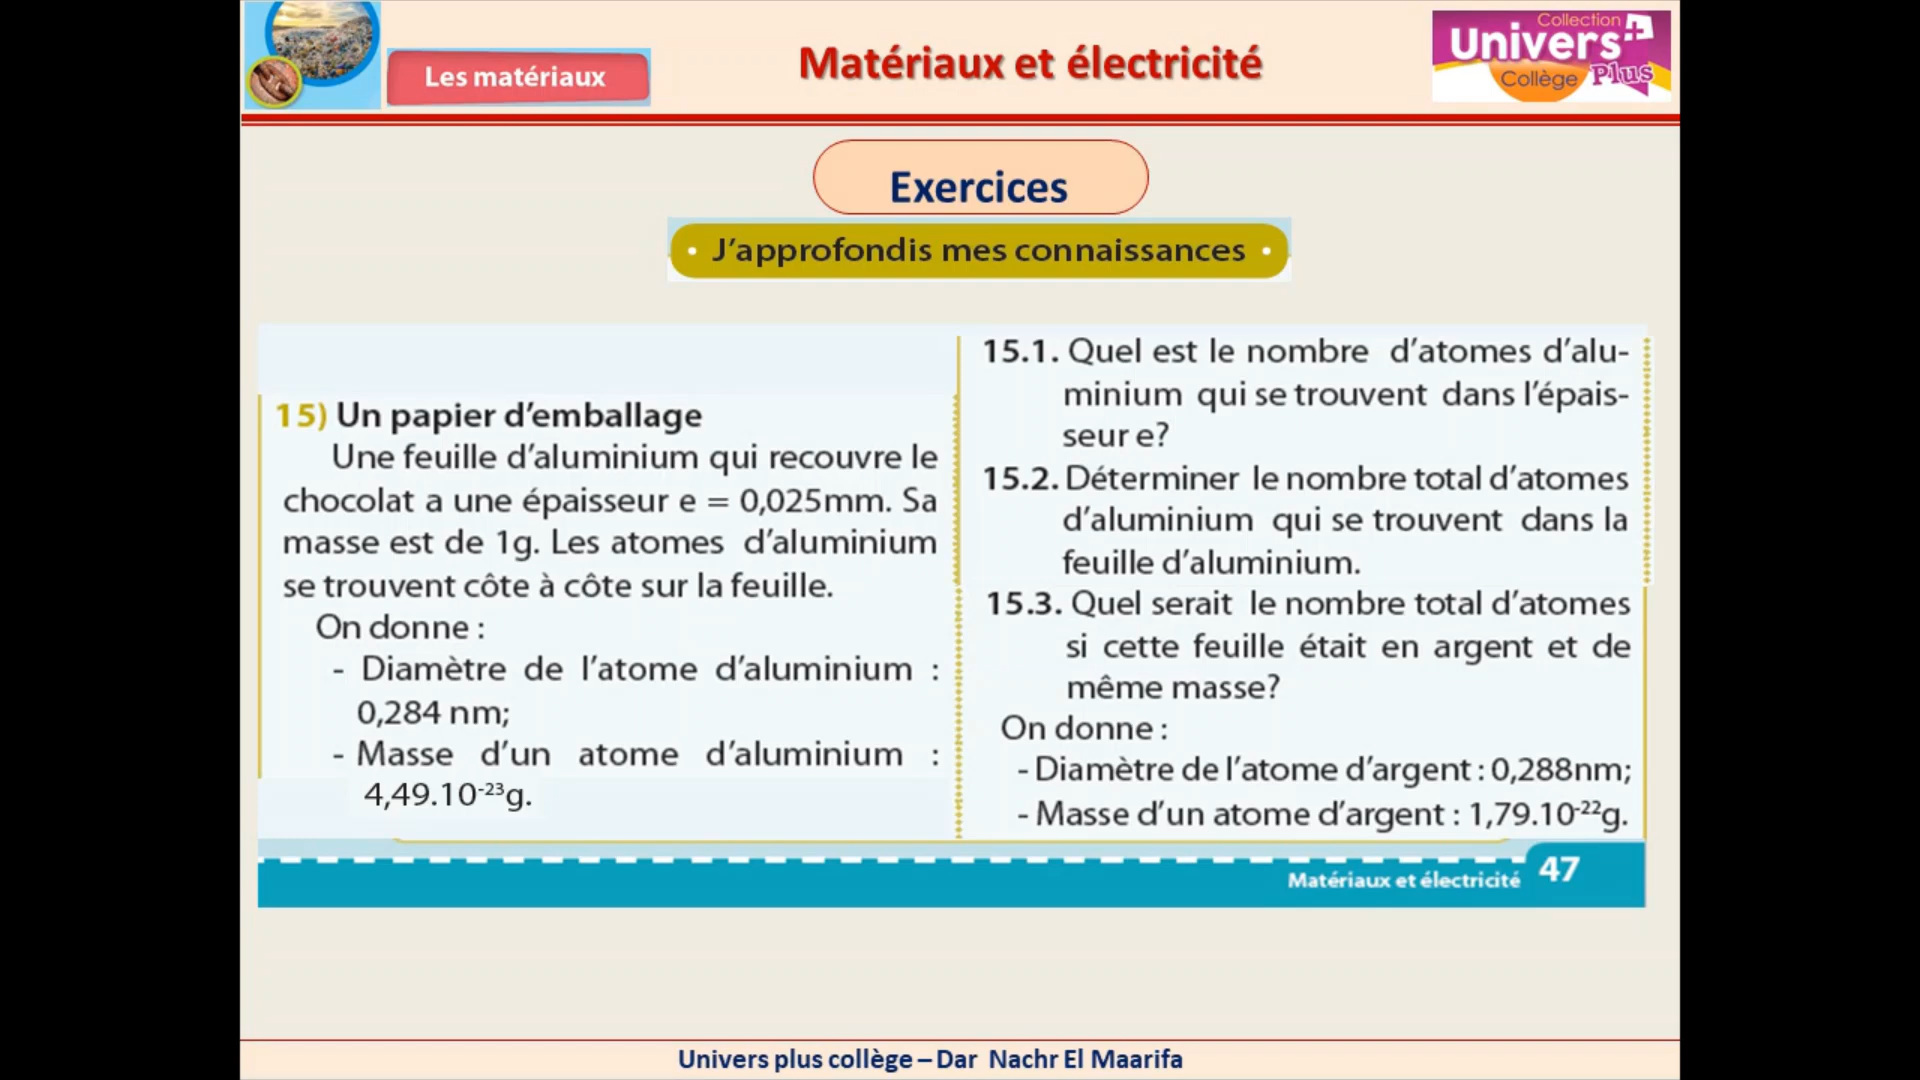 Les matériaux
Matériaux et électricité
Collection
Univers+
Collège Plus
Exercices
• J'approfondis mes connaissances •
15) Un papier d'emballage
Une feuille d'aluminium qui recouvre le
chocolat a une épaisseur e = 0,025mm. Sa
masse est de 1g. Les atomes d'aluminium
se trouvent côte à côte sur la feuille.
On donne :
- Diamètre de l'atome d'aluminium :
0,284 nm;
- Masse d'un atome d'aluminium :
4,49.10⁻²³g.
15.1. Quel est le nombre d'atomes d'alu-
minium qui se trouvent dans l'épais-
seur e?
15.2. Déterminer le nombre total d'atomes
d'aluminium qui se trouvent dans la
feuille d'aluminium.
15.3. Quel serait le nombre total d'atomes
si cette feuille était en argent et de
même masse?
On donne :
- Diamètre de l'atome d'argent : 0,288nm;
- Masse d'un atome d'argent : 1,79.10⁻²²g.
Matériaux et électricité 47
Univers plus collège – Dar Nachr El Maarifa